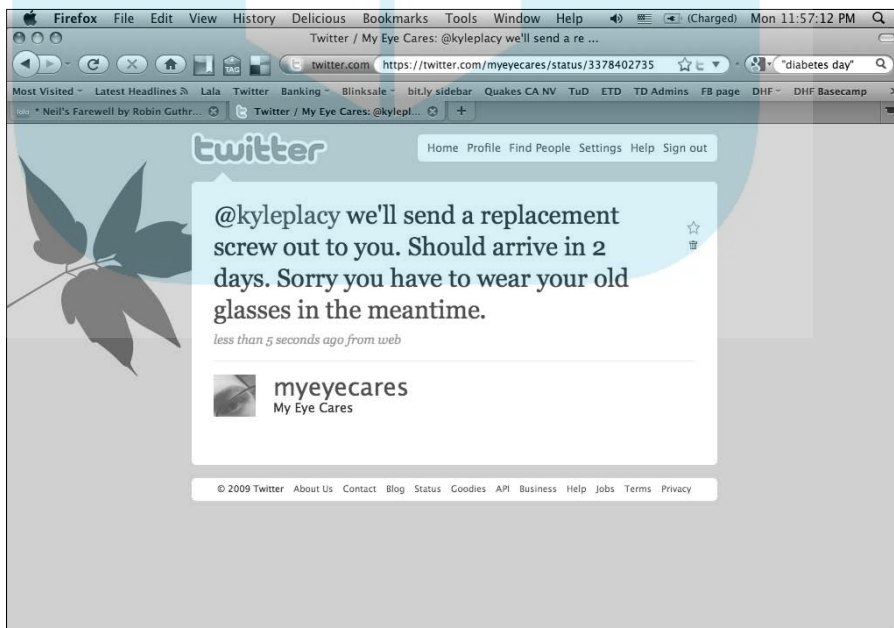 Firefox File Edit View History Delicious Bookmarks Tools Window Help (Charged) Mon 11:57:12 PM
Twitter / My Eye Cares: @kyleplacy we'll send a re ...
TAG twitter.com https://twitter.com/myeyecares/status/3378402735 "diabetes day"
Most Visited Latest Headlines Lala Twitter Banking Blinksale bit.ly sidebar Quakes CA NV TuD ETD TD Admins FB page DHF DHF Basecamp
lala * Neil's Farewell by Robin Guthr... Twitter / My Eye Cares: @kylepl... +
twitter Home Profile Find People Settings Help Sign out
@kyleplacy we'll send a replacement
screw out to you. Should arrive in 2
days. Sorry you have to wear your old
glasses in the meantime.
less than 5 seconds ago from web
myeyecares
My Eye Cares
© 2009 Twitter About Us Contact Blog Status Goodies API Business Help Jobs Terms Privacy